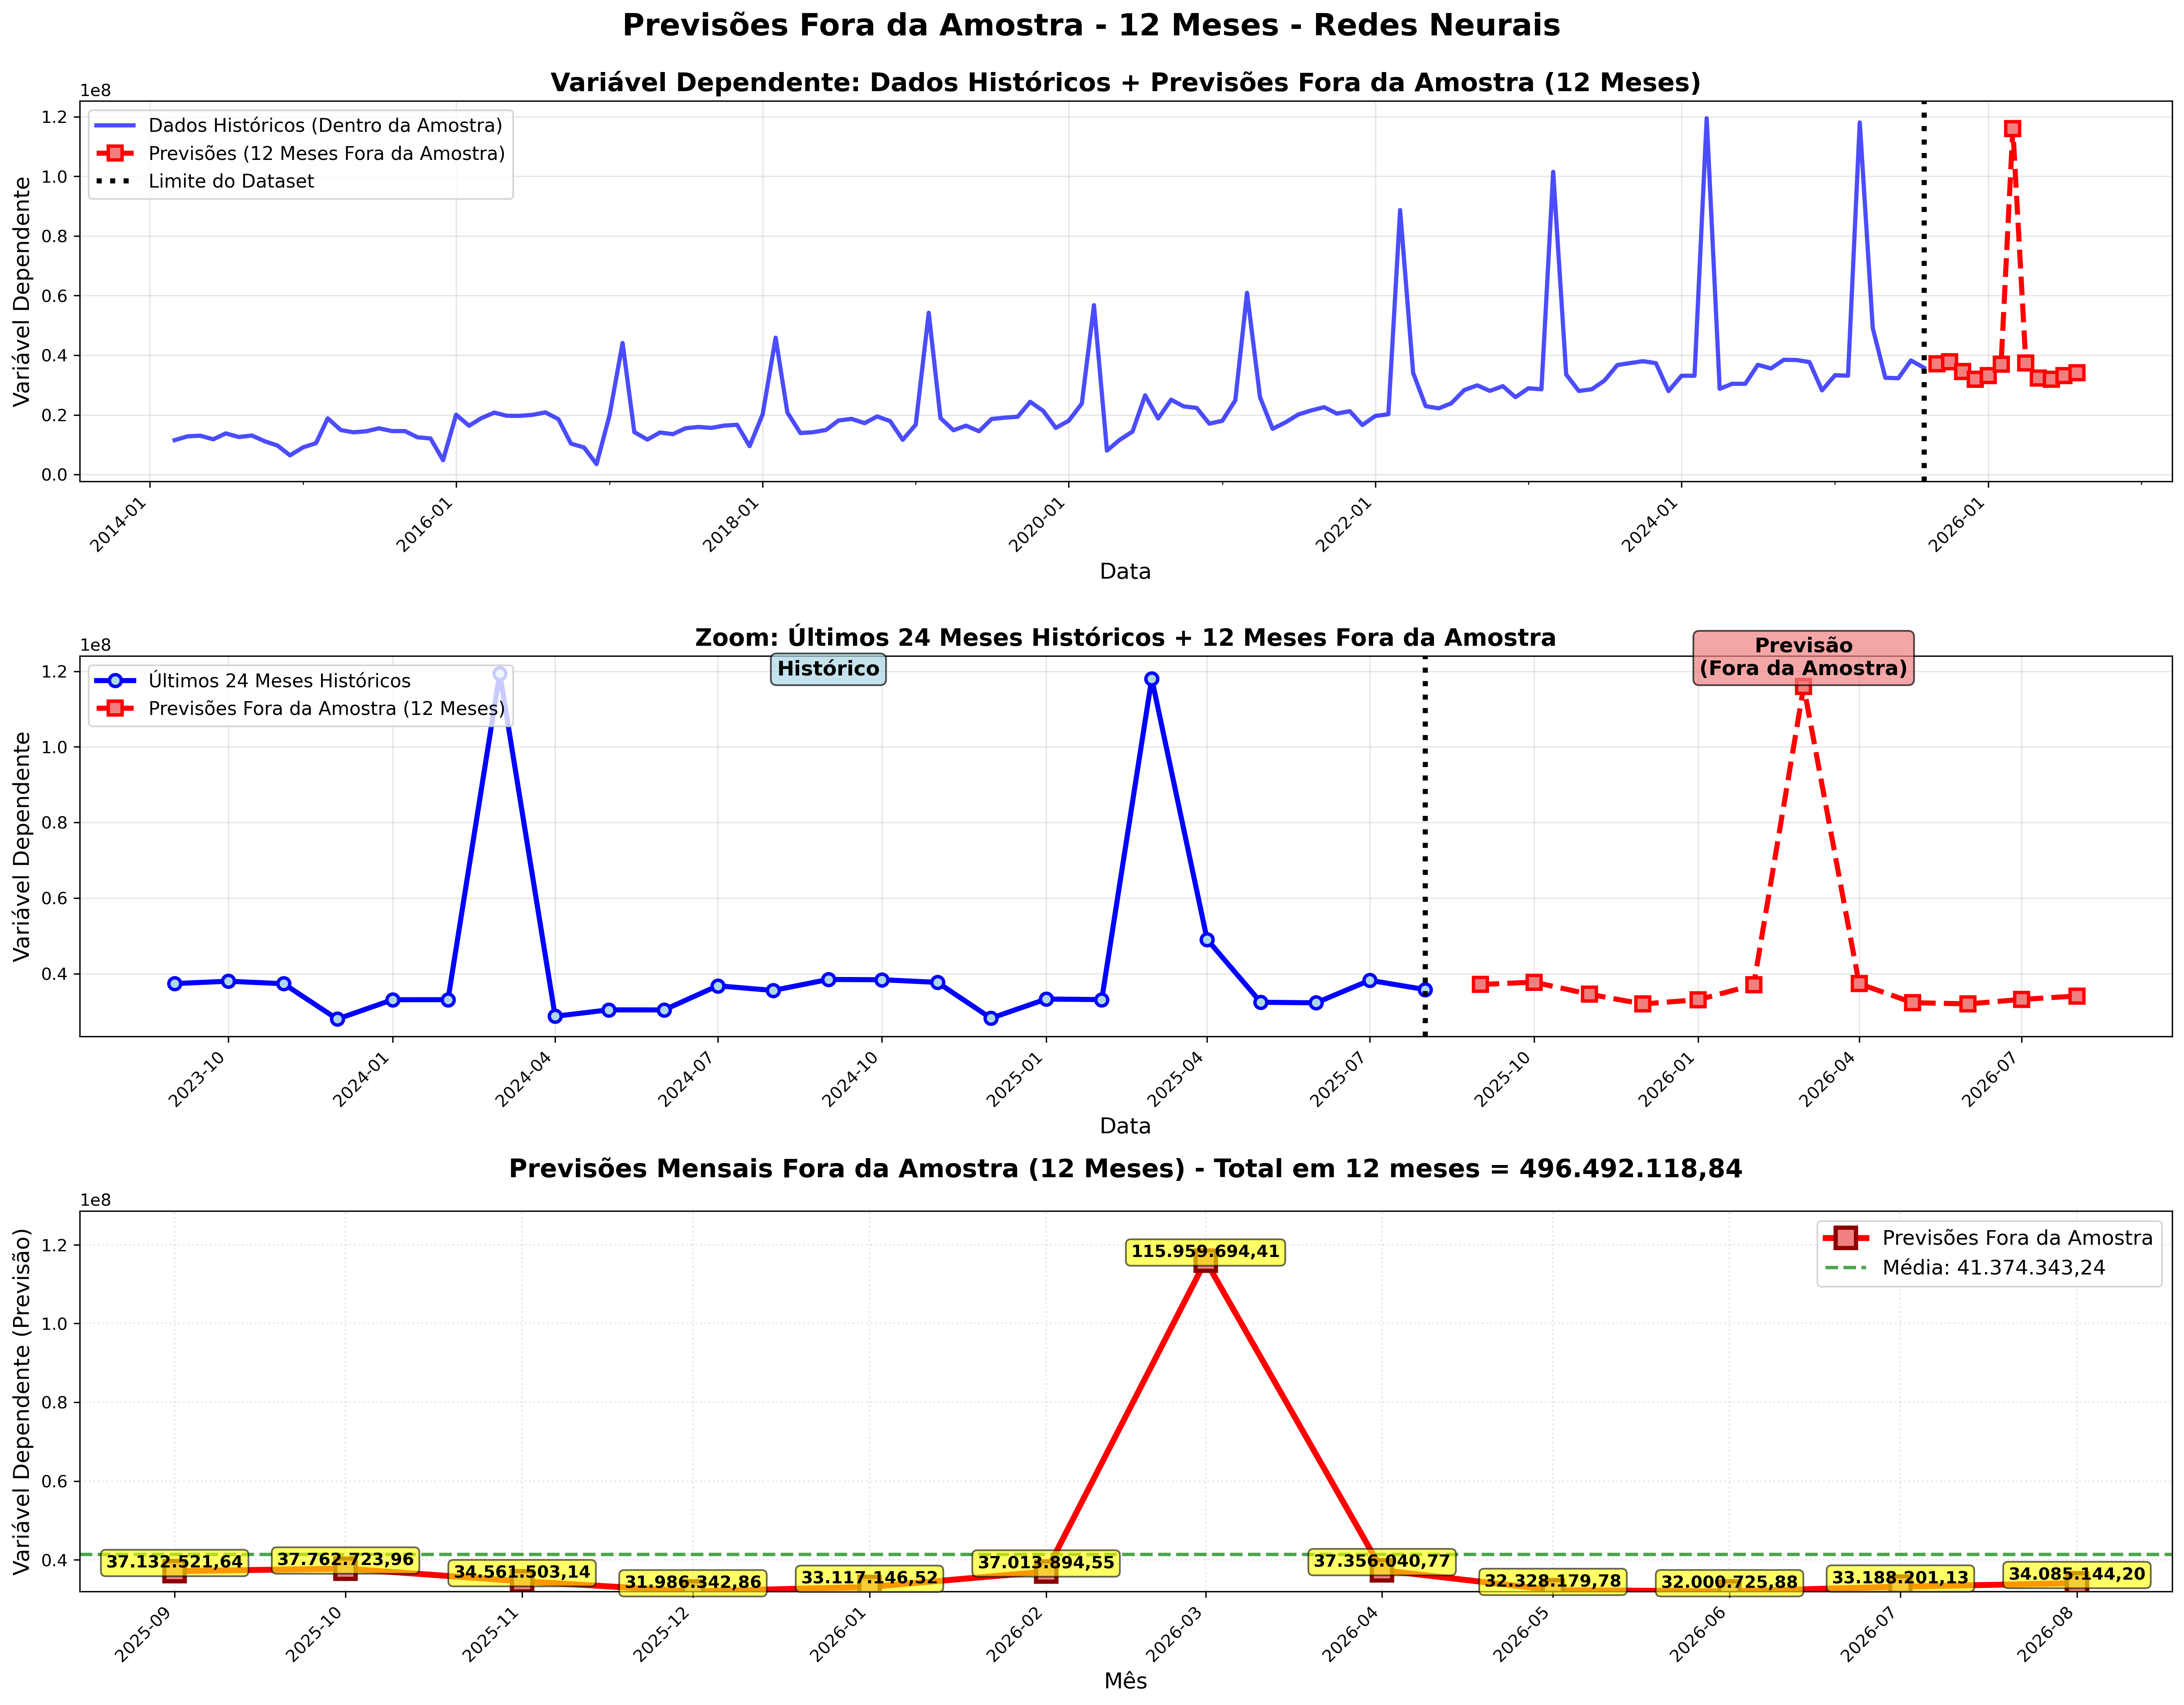 Previsões Fora da Amostra - 12 Meses - Redes Neurais
Variável Dependente: Dados Históricos + Previsões Fora da Amostra (12 Meses)
1e8
Dados Históricos (Dentro da Amostra)
Previsões (12 Meses Fora da Amostra)
Limite do Dataset
Variável Dependente
1.2
1.0
0.8
0.6
0.4
0.2
0.0
2014-01
2016-01
2018-01
2020-01
2022-01
2024-01
2026-01
Data
Zoom: Últimos 24 Meses Históricos + 12 Meses Fora da Amostra
1e8
Últimos 24 Meses Históricos
Previsões Fora da Amostra (12 Meses)
Histórico
Previsão
(Fora da Amostra)
Variável Dependente
1.2
1.0
0.8
0.6
0.4
2023-10
2024-01
2024-04
2024-07
2024-10
2025-01
2025-04
2025-07
2025-10
2026-01
2026-04
2026-07
Data
Previsões Mensais Fora da Amostra (12 Meses) - Total em 12 meses = 496.492.118,84
1e8
Previsões Fora da Amostra
Média: 41.374.343,24
Variável Dependente (Previsão)
1.2
1.0
0.8
0.6
0.4
37.132.521,64
37.762.723,96
34.561.503,14
31.986.342,86
33.117.146,52
37.013.894,55
115.959.694,41
37.356.040,77
32.328.179,78
32.000.725,88
33.188.201,13
34.085.144,20
2025-09
2025-10
2025-11
2025-12
2026-01
2026-02
2026-03
2026-04
2026-05
2026-06
2026-07
2026-08
Mês